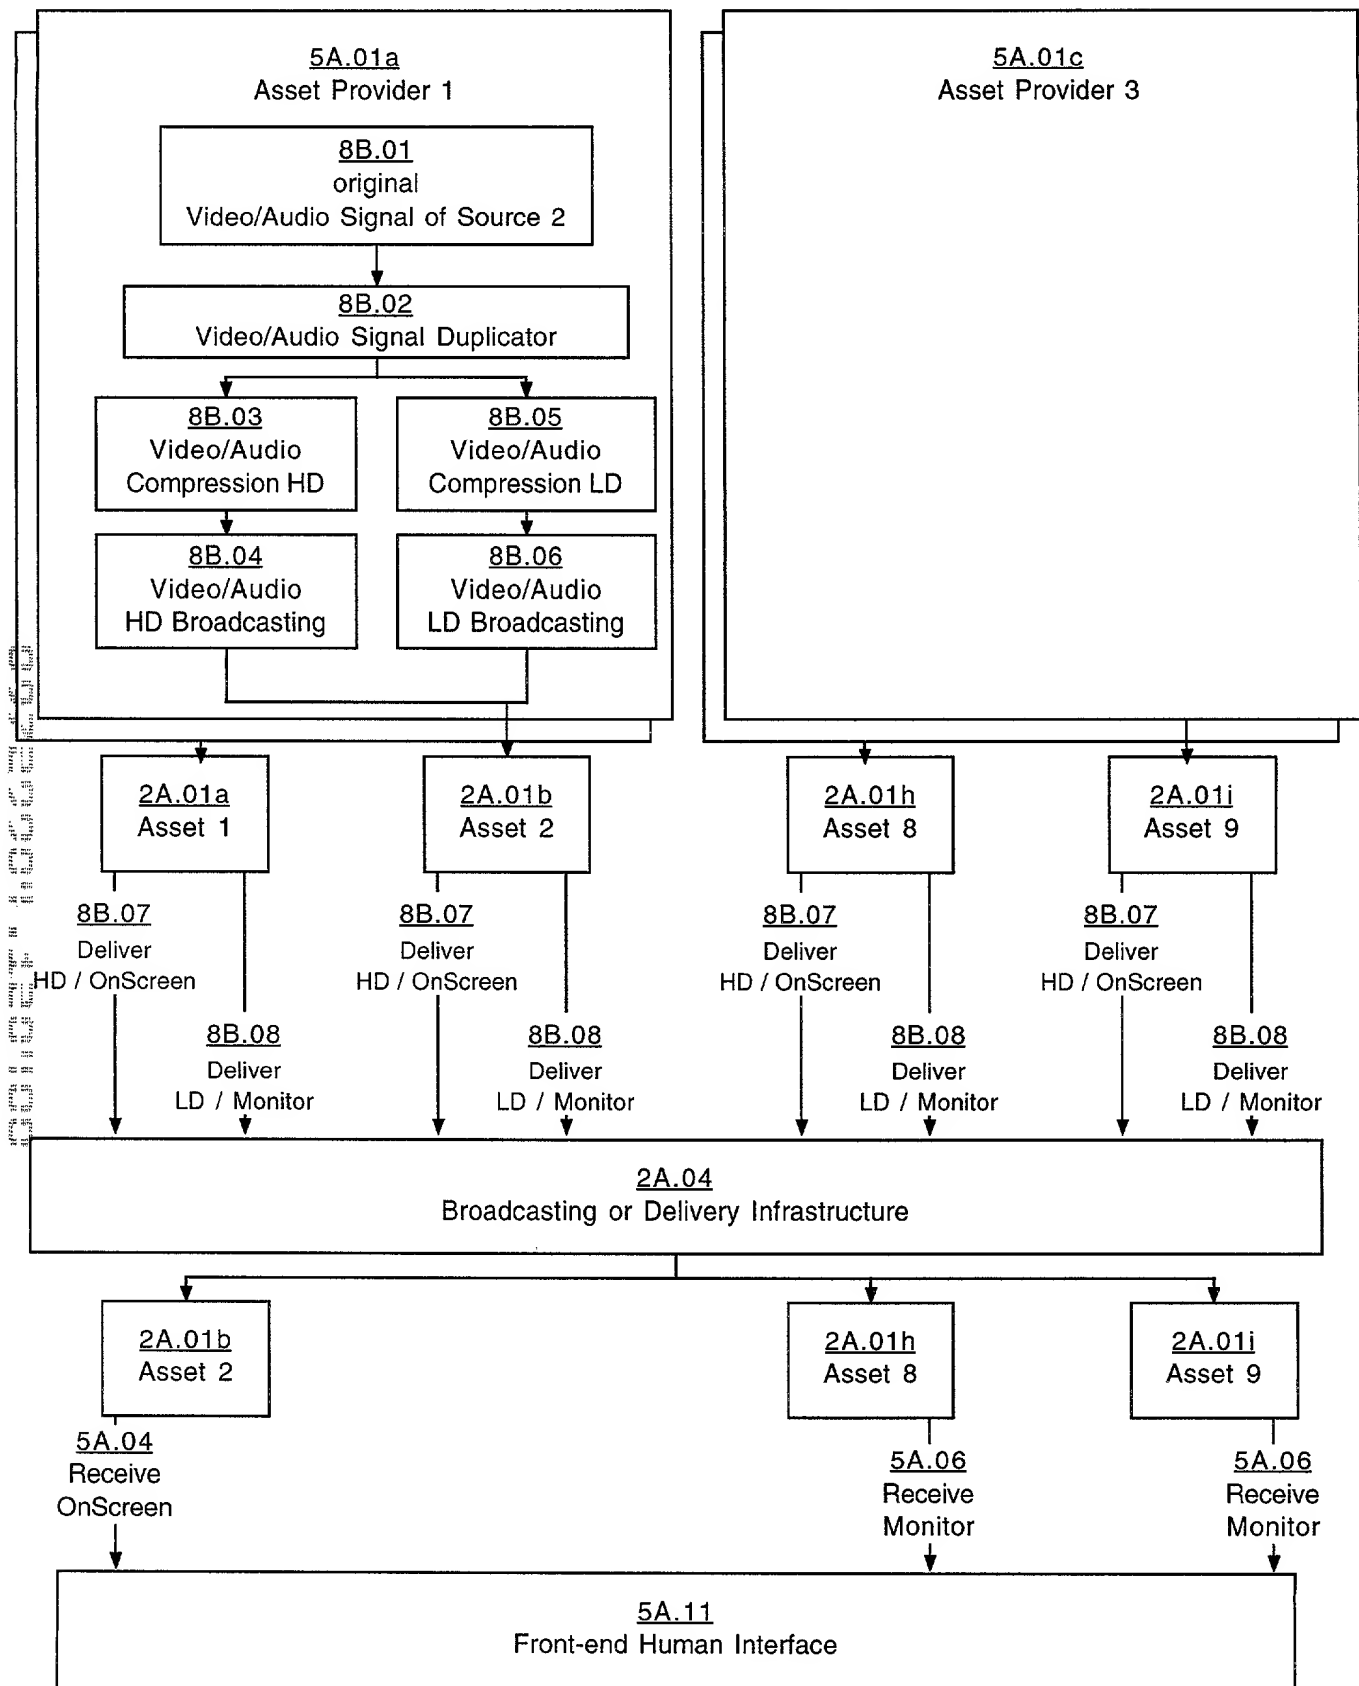 5A.01a
Asset Provider 1
5A.01c
Asset Provider 3
8B.01
original
Video/Audio Signal of Source 2
8B.02
Video/Audio Signal Duplicator
8B.03
Video/Audio
Compression HD
8B.05
Video/Audio
Compression LD
8B.04
Video/Audio
HD Broadcasting
8B.06
Video/Audio
LD Broadcasting
2A.01a
Asset 1
2A.01b
Asset 2
2A.01h
Asset 8
2A.01i
Asset 9
8B.07
Deliver
HD / OnScreen
8B.08
Deliver
LD / Monitor
8B.07
Deliver
HD / OnScreen
8B.08
Deliver
LD / Monitor
8B.07
Deliver
HD / OnScreen
8B.08
Deliver
LD / Monitor
8B.07
Deliver
HD / OnScreen
8B.08
Deliver
LD / Monitor
2A.04
Broadcasting or Delivery Infrastructure
2A.01b
Asset 2
2A.01h
Asset 8
2A.01i
Asset 9
5A.04
Receive
OnScreen
5A.06
Receive
Monitor
5A.06
Receive
Monitor
5A.11
Front-end Human Interface